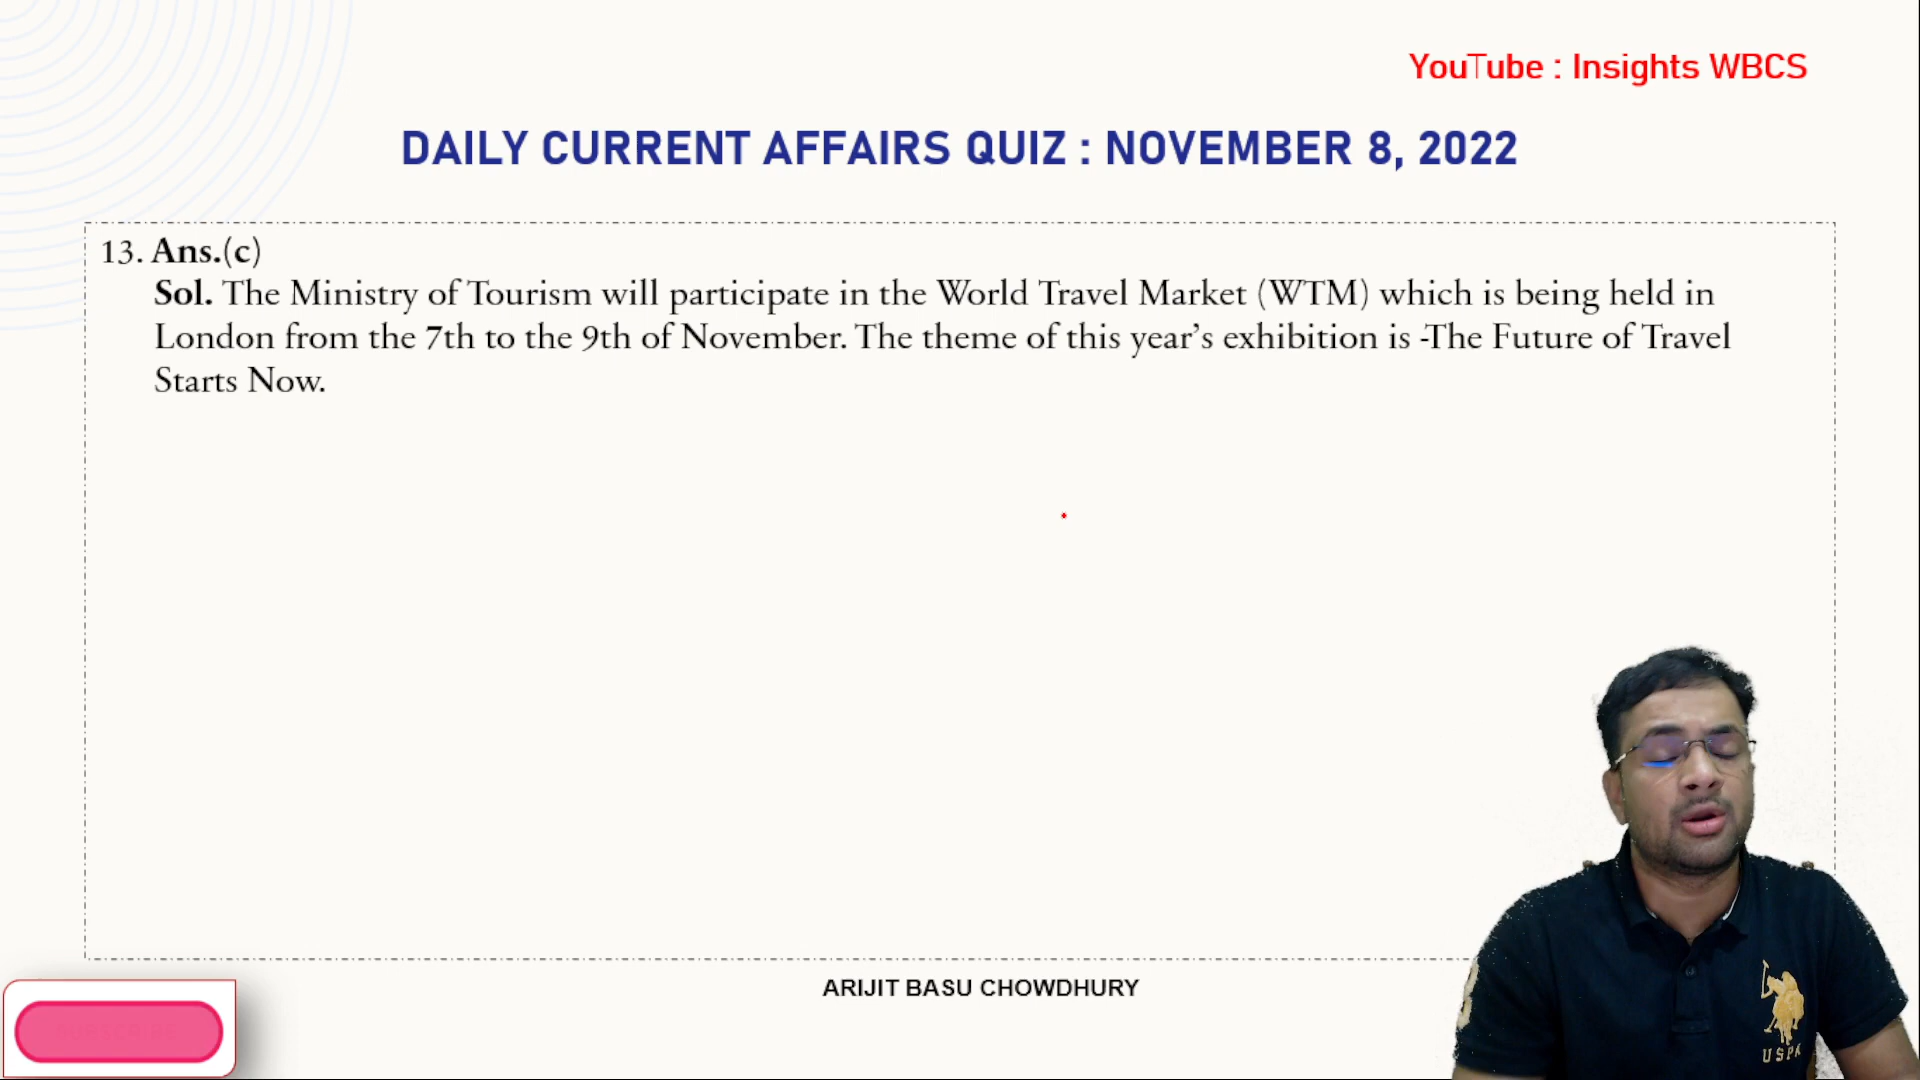 YouTube : Insights WBCS
DAILY CURRENT AFFAIRS QUIZ : NOVEMBER 8, 2022
13. Ans.(c)
Sol. The Ministry of Tourism will participate in the World Travel Market (WTM) which is being held in
London from the 7th to the 9th of November. The theme of this year’s exhibition is -The Future of Travel
Starts Now.
ARIJIT BASU CHOWDHURY
USPA